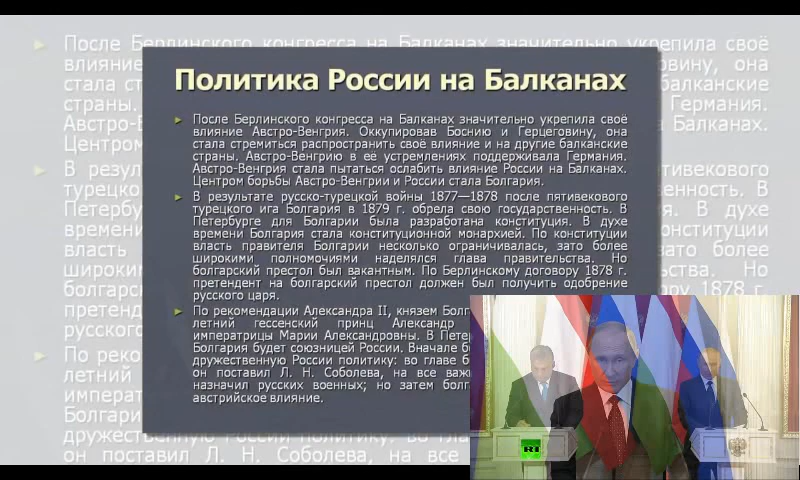 Политика России на Балканах
После Берлинского конгресса на Балканах значительно укрепила своё
влияние Австро-Венгрия. Оккупировав Боснию и Герцеговину, она
стала стремиться распространить своё влияние и на другие балканские
страны. Австро-Венгрию в её устремлениях поддерживала Германия.
Австро-Венгрия стала пытаться ослабить влияние России на Балканах.
Центром борьбы Австро-Венгрии и России стала Болгария.
В результате русско-турецкой войны 1877—1878 после пятивекового
турецкого ига Болгария в 1879 г. обрела свою государственность. В
Петербурге для Болгарии была разработана конституция. В духе
времени Болгария стала конституционной монархией. По конституции
власть правителя Болгарии несколько ограничивалась, зато более
широкими полномочиями наделялся глава правительства. Но
болгарский престол был вакантным. По Берлинскому договору 1878 г.
претендент на болгарский престол должен был получить одобрение
русского царя.
По рекомендации Александра II, князем Болг
летний гессенский принц Александр
императрицы Марии Александровны. В Пете
Болгария будет союзницей России. Вначале б
дружественную России политику: во главе б
он поставил Л. Н. Соболева, на все важ
назначил русских военных; но затем болг
австрийское влияние.
RT